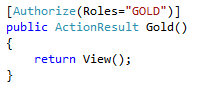 [Authorize(Roles="GOLD")]
public ActionResult Gold()
{
    return View();
}